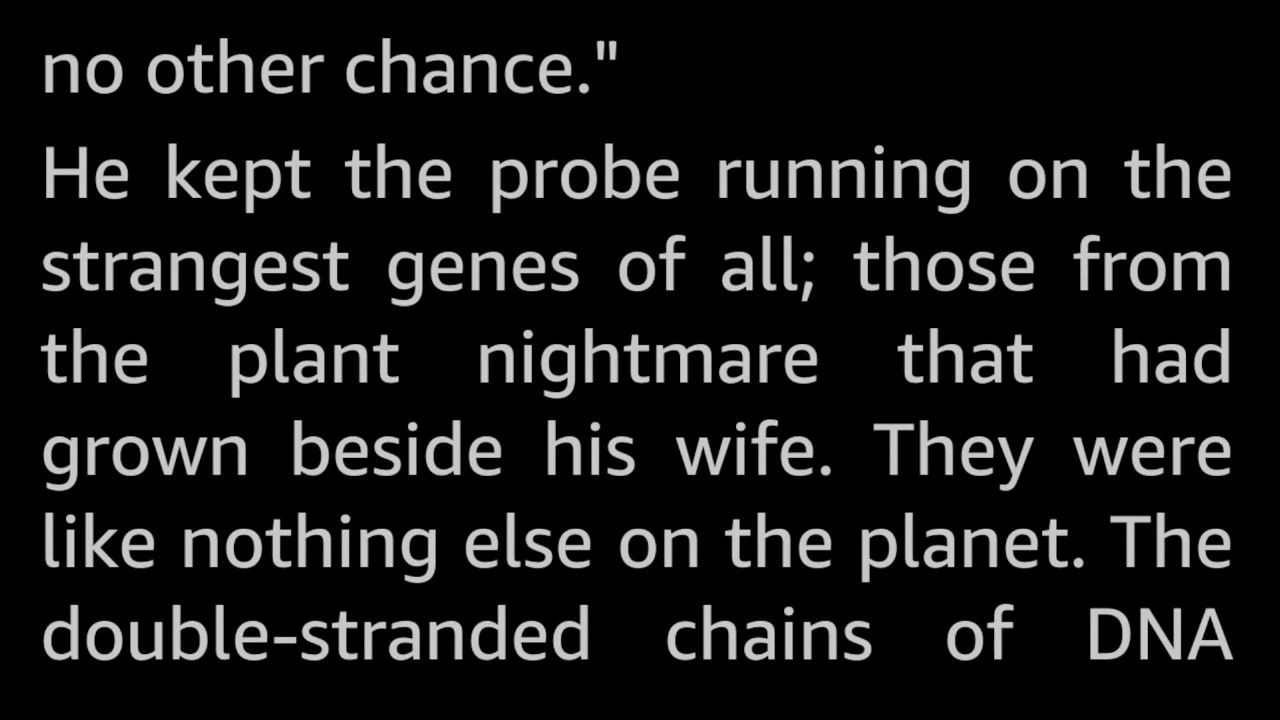 no other chance."
He kept the probe running on the
strangest genes of all; those from
the plant nightmare that had
grown beside his wife. They were
like nothing else on the planet. The
double-stranded chains of DNA